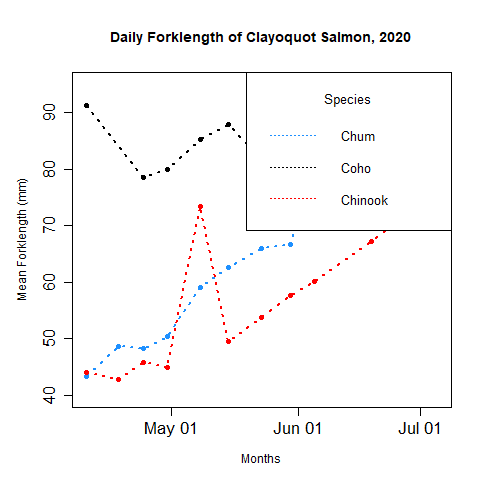 Daily Forklength of Clayoquot Salmon, 2020
Species
Chum
Coho
Chinook
Mean Forklength (mm)
90
80
70
60
50
40
May 01 Jun 01 Jul 01
Months